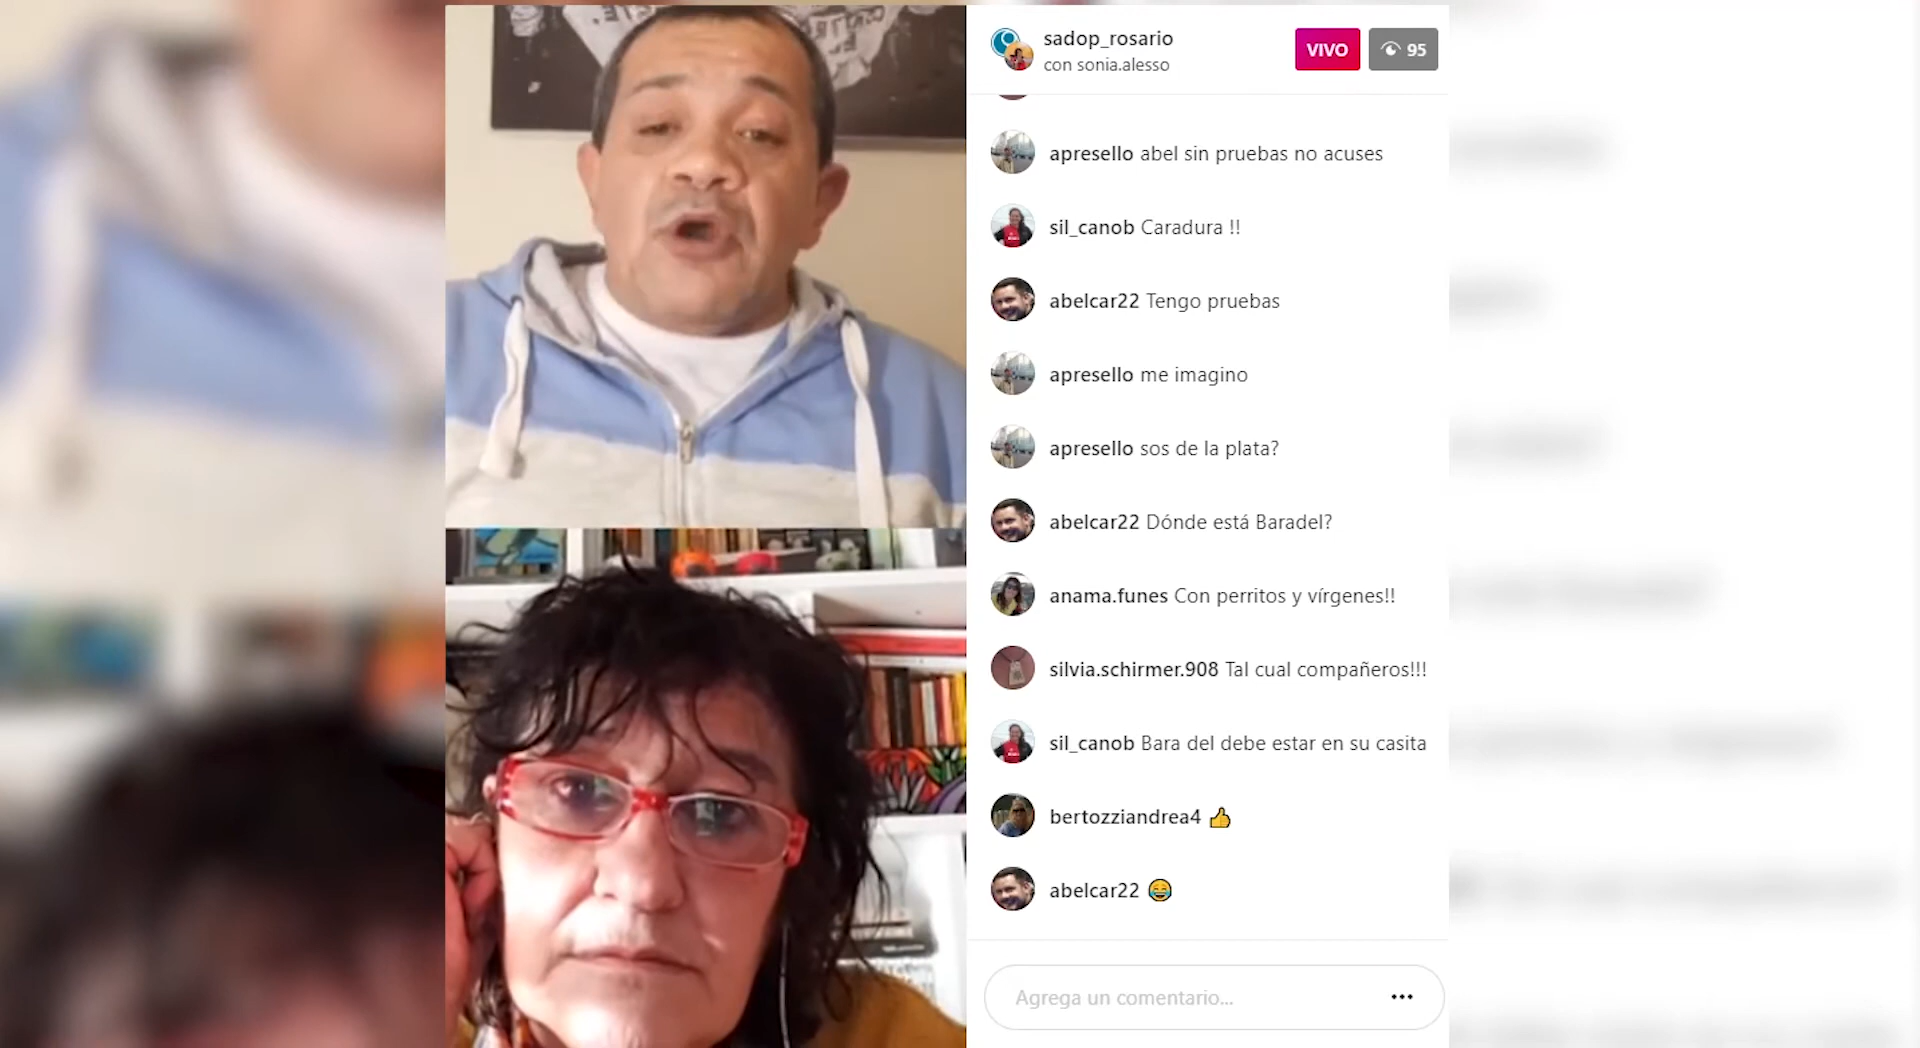 sadop_rosario
con sonia.alesso
VIVO
95
apresello abel sin pruebas no acuses
sil_canob Caradura !!
abelcar22 Tengo pruebas
apresello me imagino
apresello sos de la plata?
abelcar22 Dónde está Baradel?
anama.funes Con perritos y vírgenes!!
silvia.schirmer.908 Tal cual compañeros!!!
sil_canob Bara del debe estar en su casita
bertozziandrea4 👍
abelcar22 😂
Agrega un comentario...